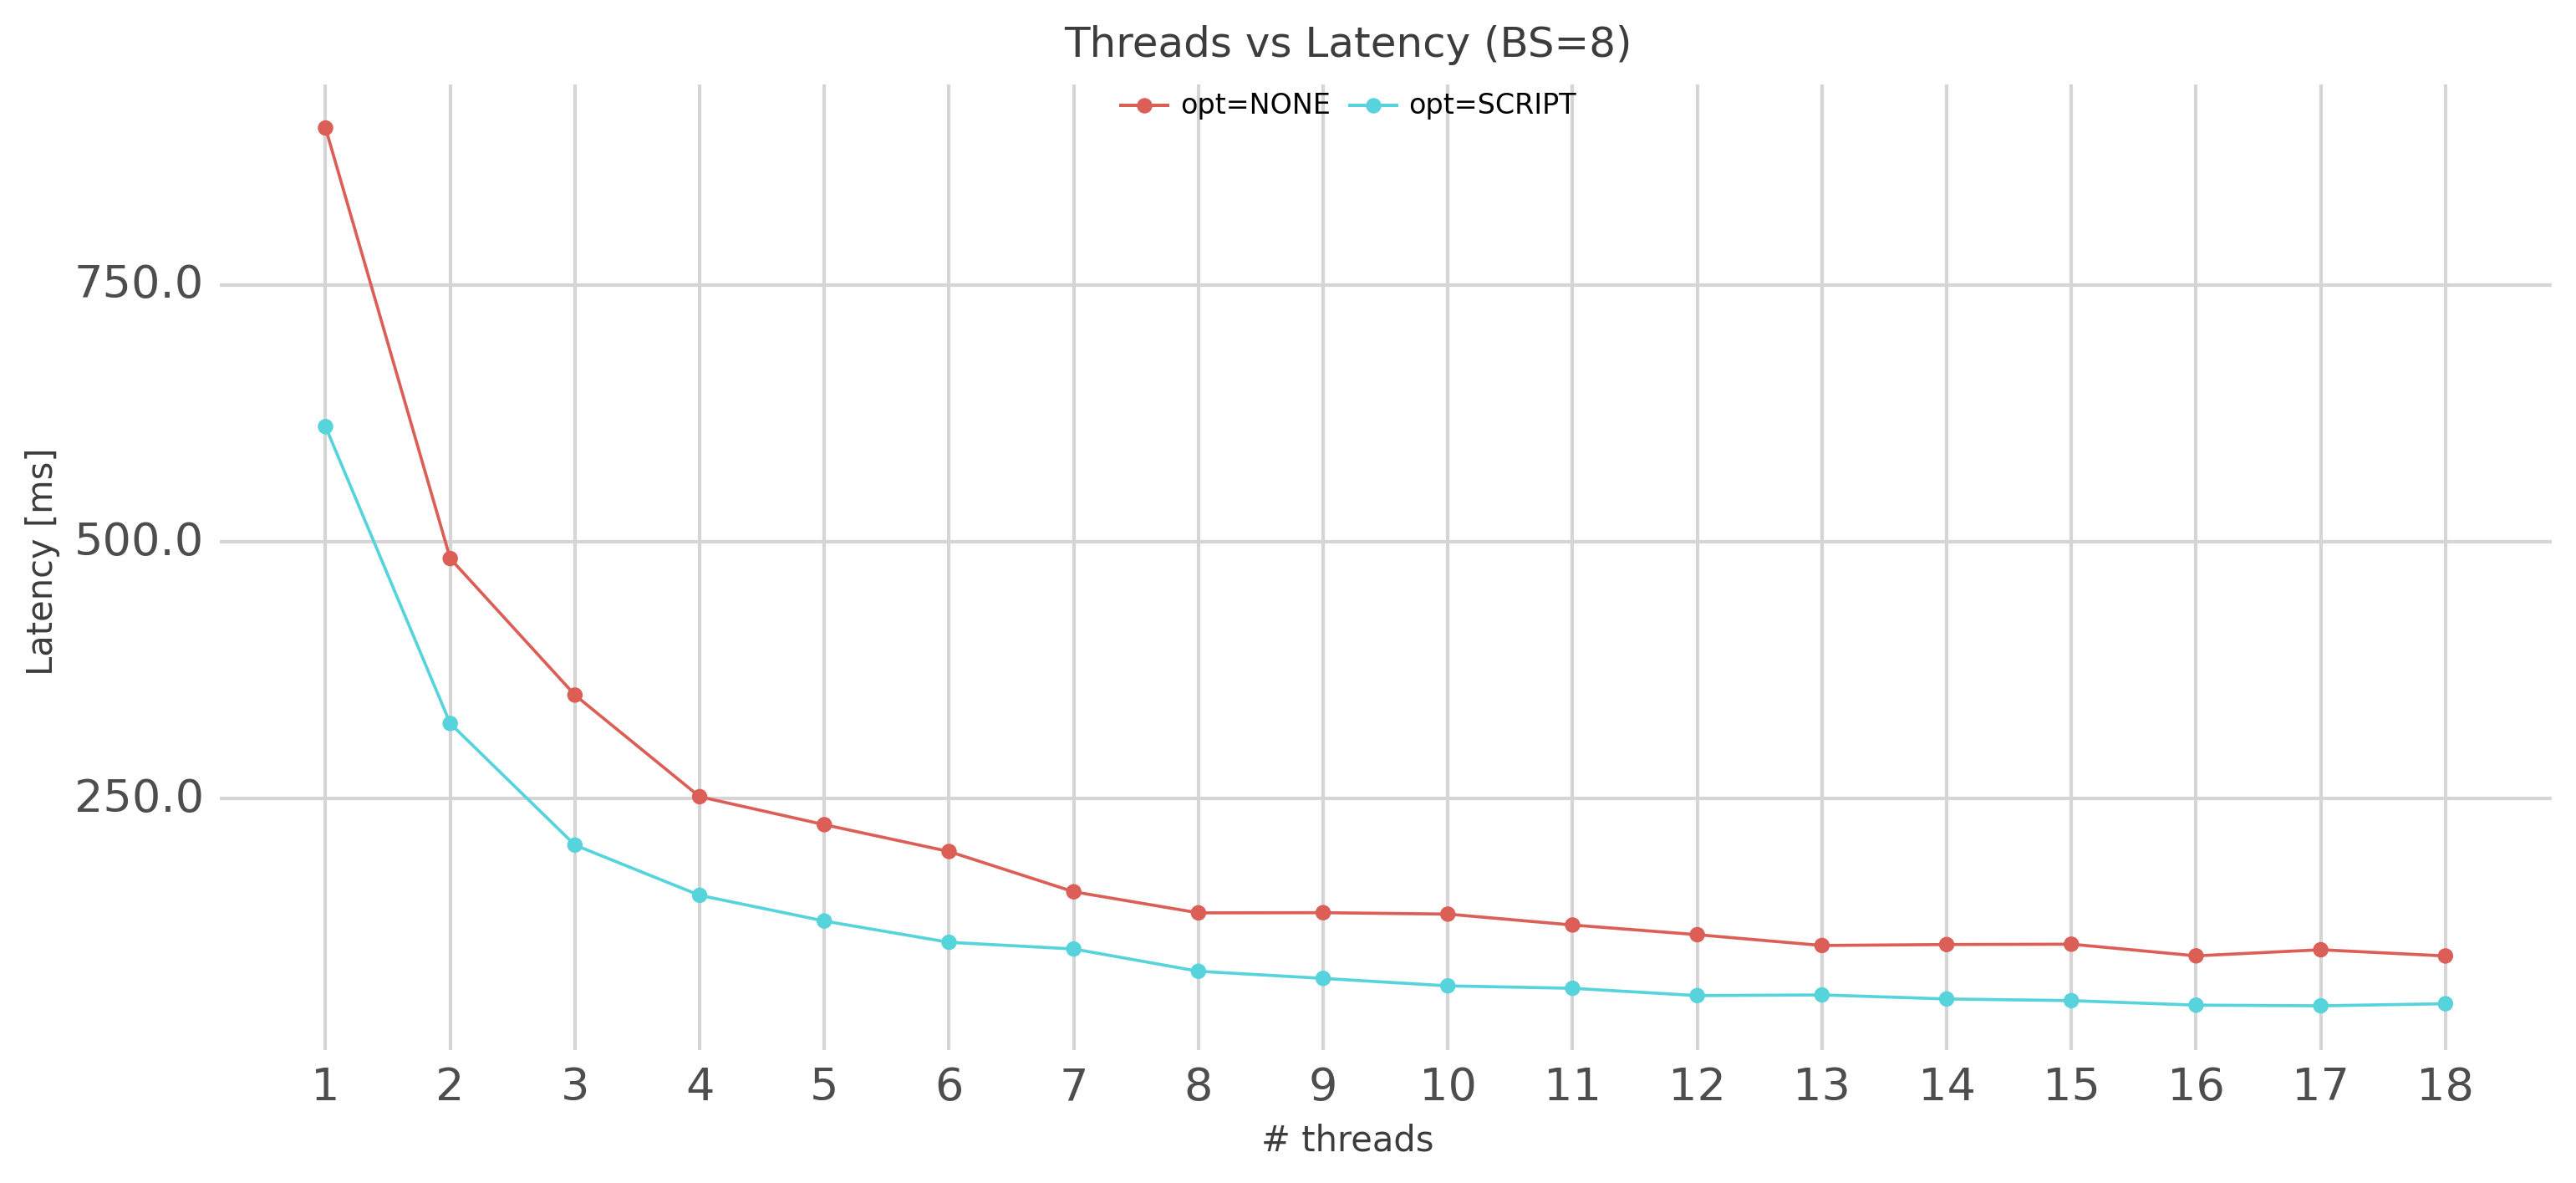 Threads vs Latency (BS=8)
opt=NONE opt=SCRIPT
Latency [ms]
750.0
500.0
250.0
1 2 3 4 5 6 7 8 9 10 11 12 13 14 15 16 17 18
# threads